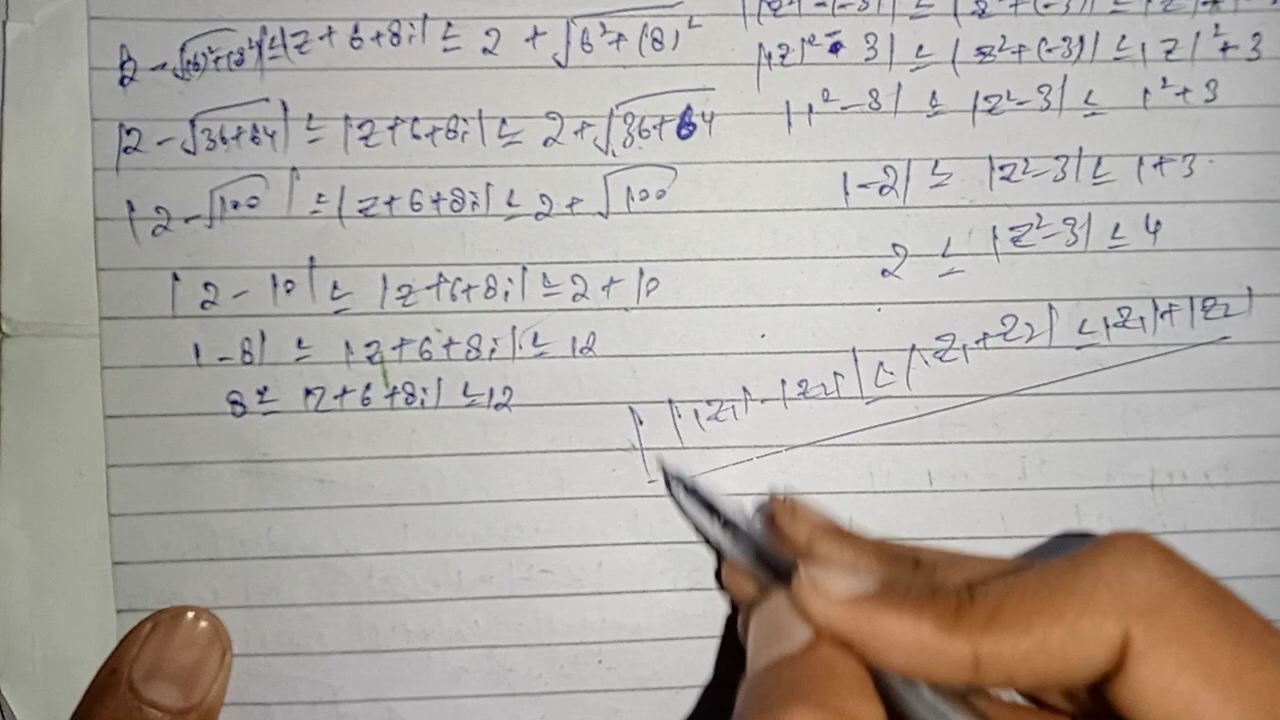 2 - √(6)²+(8)² | ≤ |z + 6 + 8i| ≤ 2 + √6² + (8)²
|2 - √36+64| ≤ |z+6+8i| ≤ 2 + √36+64
|2 - √100| ≤ |z+6+8i| ≤ 2 + √100
|2 - 10| ≤ |z+6+8i| ≤ 2 + 10
|-8| ≤ |z+6+8i| ≤ 12
8 ≤ |z+6+8i| ≤ 12
||z|² - 3| ≤ |z² + (-3)| ≤ |z|² + 3
|1² - 3| ≤ |z² - 3| ≤ 1² + 3
|-2| ≤ |z² - 3| ≤ 1 + 3
2 ≤ |z² - 3| ≤ 4
||z₁| - |z₂|| ≤ |z₁ + z₂| ≤ |z₁| + |z₂|